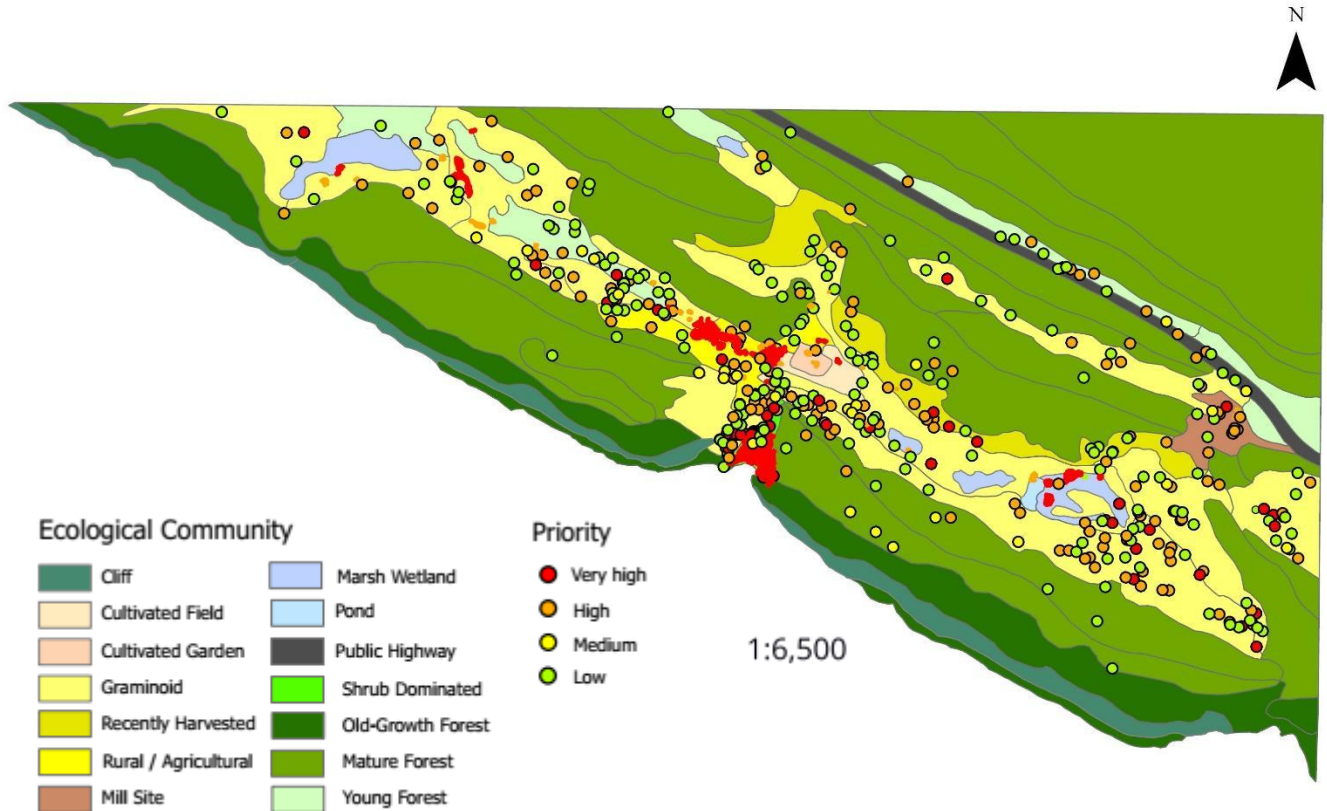 N
Ecological Community
Cliff
Cultivated Field
Cultivated Garden
Graminoid
Recently Harvested
Rural / Agricultural
Mill Site
Marsh Wetland
Pond
Public Highway
Shrub Dominated
Old-Growth Forest
Mature Forest
Young Forest
Priority
Very high
High
Medium
Low
1:6,500